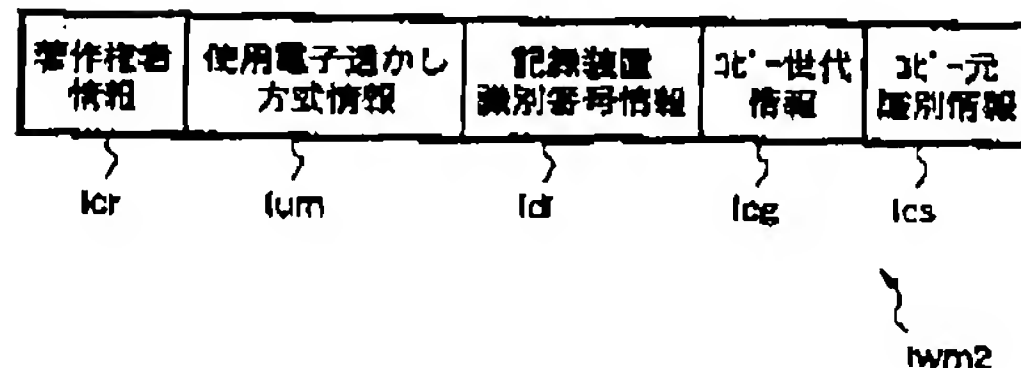 著作権者
情報
使用電子透かし
方式情報
記録装置
識別番号情報
ｺﾋﾟｰ世代
情報
ｺﾋﾟｰ元
識別情報
Icr
Ium
Idr
Icg
Ics
Iwm2